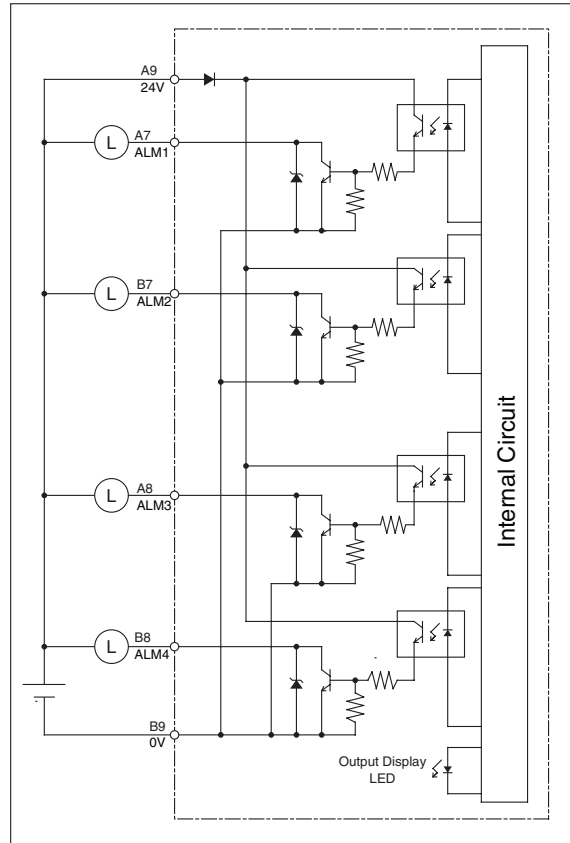 A9
24V
L
A7
ALM1
L
B7
ALM2
L
A8
ALM3
L
B8
ALM4
B9
0V
Output Display
LED
Internal Circuit